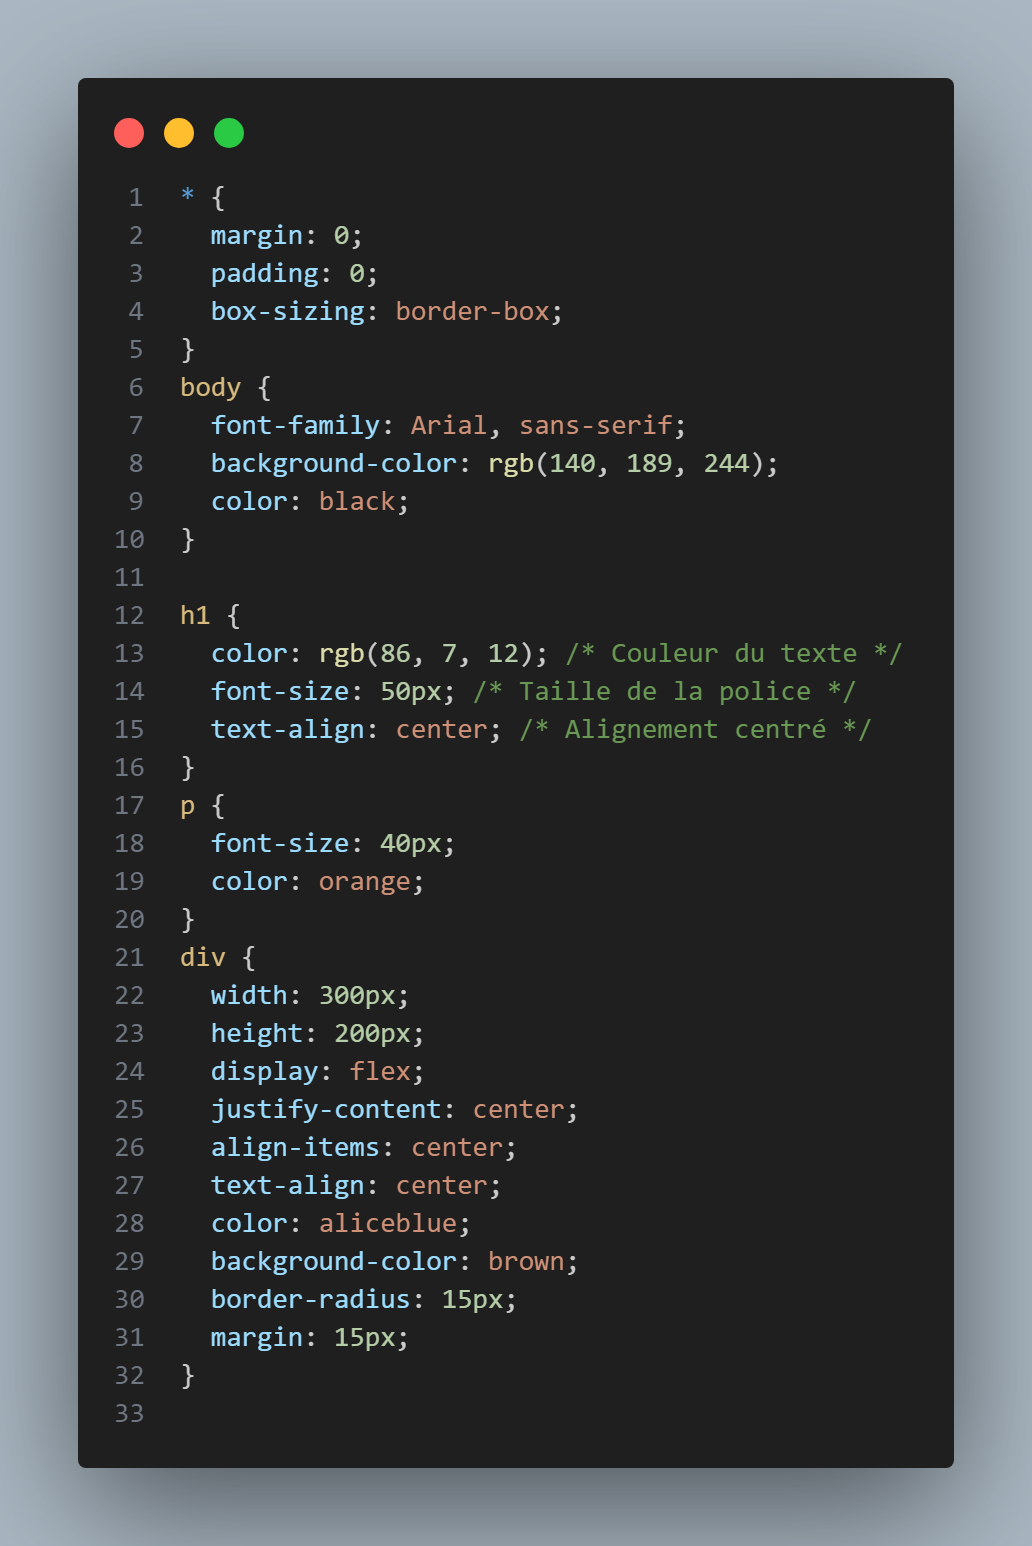 1 * {
2   margin: 0;
3   padding: 0;
4   box-sizing: border-box;
5 }
6 body {
7   font-family: Arial, sans-serif;
8   background-color: rgb(140, 189, 244);
9   color: black;
10 }
11
12 h1 {
13   color: rgb(86, 7, 12); /* Couleur du texte */
14   font-size: 50px; /* Taille de la police */
15   text-align: center; /* Alignement centré */
16 }
17 p {
18   font-size: 40px;
19   color: orange;
20 }
21 div {
22   width: 300px;
23   height: 200px;
24   display: flex;
25   justify-content: center;
26   align-items: center;
27   text-align: center;
28   color: aliceblue;
29   background-color: brown;
30   border-radius: 15px;
31   margin: 15px;
32 }
33